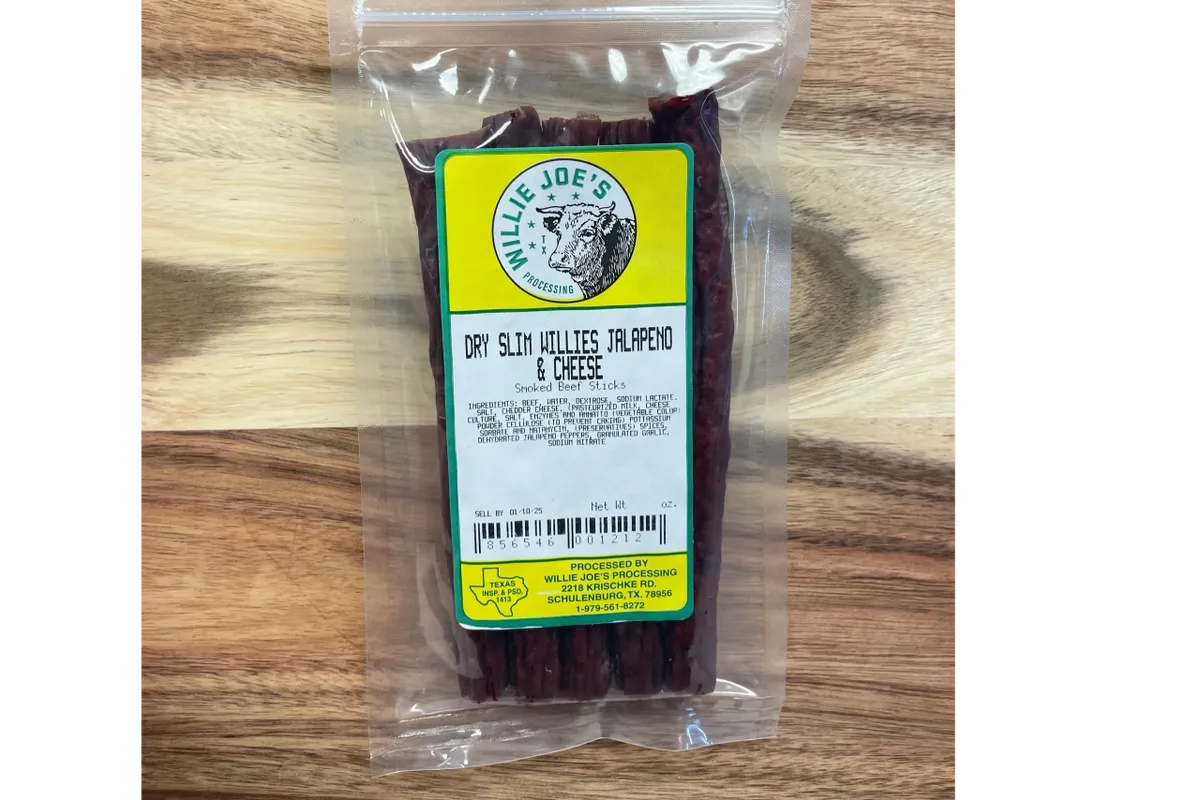 WILLIE JOE'S
TX
PROCESSING
DRY SLIM WILLIES JALAPENO
& CHEESE
Smoked Beef Sticks
INGREDIENTS: BEEF, WATER, DEXTROSE, SODIUM LACTATE,
SALT, CHEDDER CHEESE, (PASTEURIZED MILK, CHEESE
CULTURE, SALT, ENZYMES AND ANNATTO (VEGETABLE COLOR)
POWDER CELLULOSE (TO PREVENT CAKING) POTTASSIUM
SORBATE AND NATAMYCIN, (PRESERVATIVES) SPICES,
DEHYDRATED JALAPENO PEPPERS, GRANULATED GARLIC,
SODIUM NITRATE
SELL BY 01/10/25 Net Wt oz.
856546 001212
TEXAS
INSP. & PSD.
1413
PROCESSED BY
WILLIE JOE'S PROCESSING
2218 KRISCHKE RD.
SCHULENBURG, TX. 78956
1-979-561-8272